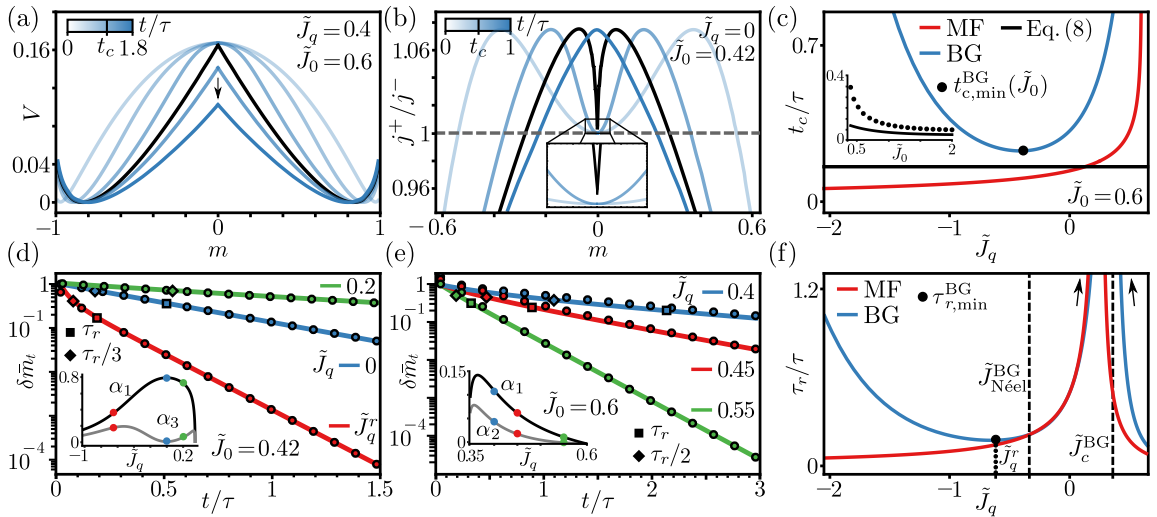 (a)
t/τ
0 t_c 1.8
J̃_q=0.4
J̃_0=0.6
0.16
0.04
0
V
-1 0 1
m
(b)
t/τ
0 t_c 1
J̃_q=0
J̃_0=0.42
1.06
1
0.96
j⁺/j⁻
-0.6 0 0.6
m
(c)
MF
BG
Eq. (8)
t^BG_c,min(J̃_0)
0.7
0
t_c/τ
0.4
0
0.5 2
J̃_0
J̃_0=0.6
-2 -1 0
J̃_q
(d)
1
10⁻¹
10⁻⁴
δm̄_t
0.2
0
J̃_q
J̃_q^r
τ_r
τ_r/3
0.8
0
α_1
α_3
-1 0.2
J̃_q
J̃_0=0.42
0 0.5 1.0 1.5
t/τ
(e)
1
10⁻¹
10⁻⁴
δm̄_t
J̃_q
0.4
0.45
0.55
0.15
0
α_1
α_2
0.35 0.6
J̃_q
J̃_0=0.6
τ_r
τ_r/2
0 1 2 3
t/τ
(f)
MF
BG
τ^BG_r,min
1.2
0
τ_r/τ
J̃^BG_Néel
J̃_q^r
J̃_c^BG
-2 -1 0
J̃_q